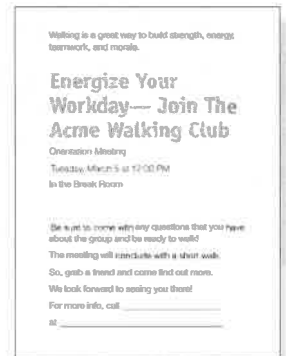 Walking is a great way to build strength, energy,
teamwork, and morale.
Energize Your
Workday— Join The
Acme Walking Club
Orientation Meeting
Tuesday, March 5 at 12:00 PM
In the Break Room
Be sure to come with any questions that you have
about the group and be ready to walk!
The meeting will conclude with a short walk.
So, grab a friend and come find out more.
We look forward to seeing you there!
For more info, call
at